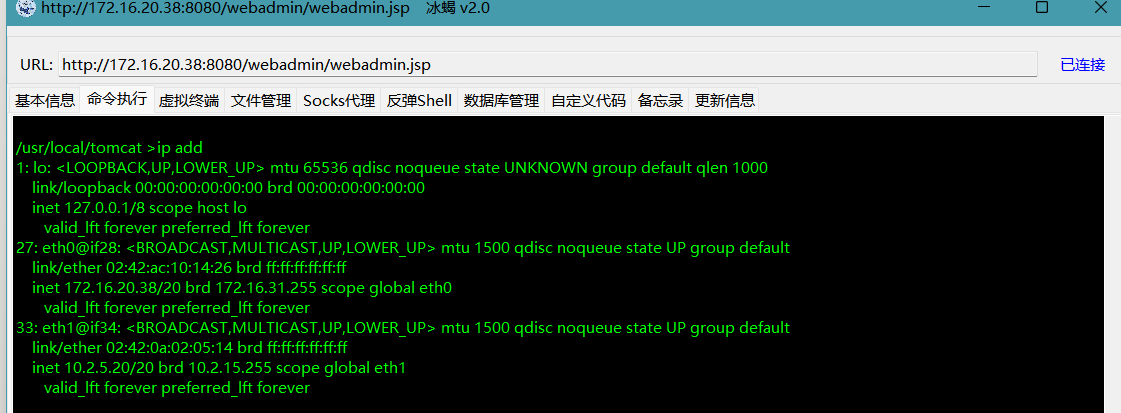 http://172.16.20.38:8080/webadmin/webadmin.jsp 冰蝎 v2.0
URL: http://172.16.20.38:8080/webadmin/webadmin.jsp 已连接
基本信息 命令执行 虚拟终端 文件管理 Socks代理 反弹Shell 数据库管理 自定义代码 备忘录 更新信息
/usr/local/tomcat >ip add
1: lo: <LOOPBACK,UP,LOWER_UP> mtu 65536 qdisc noqueue state UNKNOWN group default qlen 1000
link/loopback 00:00:00:00:00:00 brd 00:00:00:00:00:00
inet 127.0.0.1/8 scope host lo
valid_lft forever preferred_lft forever
27: eth0@if28: <BROADCAST,MULTICAST,UP,LOWER_UP> mtu 1500 qdisc noqueue state UP group default
link/ether 02:42:ac:10:14:26 brd ff:ff:ff:ff:ff:ff
inet 172.16.20.38/20 brd 172.16.31.255 scope global eth0
valid_lft forever preferred_lft forever
33: eth1@if34: <BROADCAST,MULTICAST,UP,LOWER_UP> mtu 1500 qdisc noqueue state UP group default
link/ether 02:42:0a:02:05:14 brd ff:ff:ff:ff:ff:ff
inet 10.2.5.20/20 brd 10.2.15.255 scope global eth1
valid_lft forever preferred_lft forever